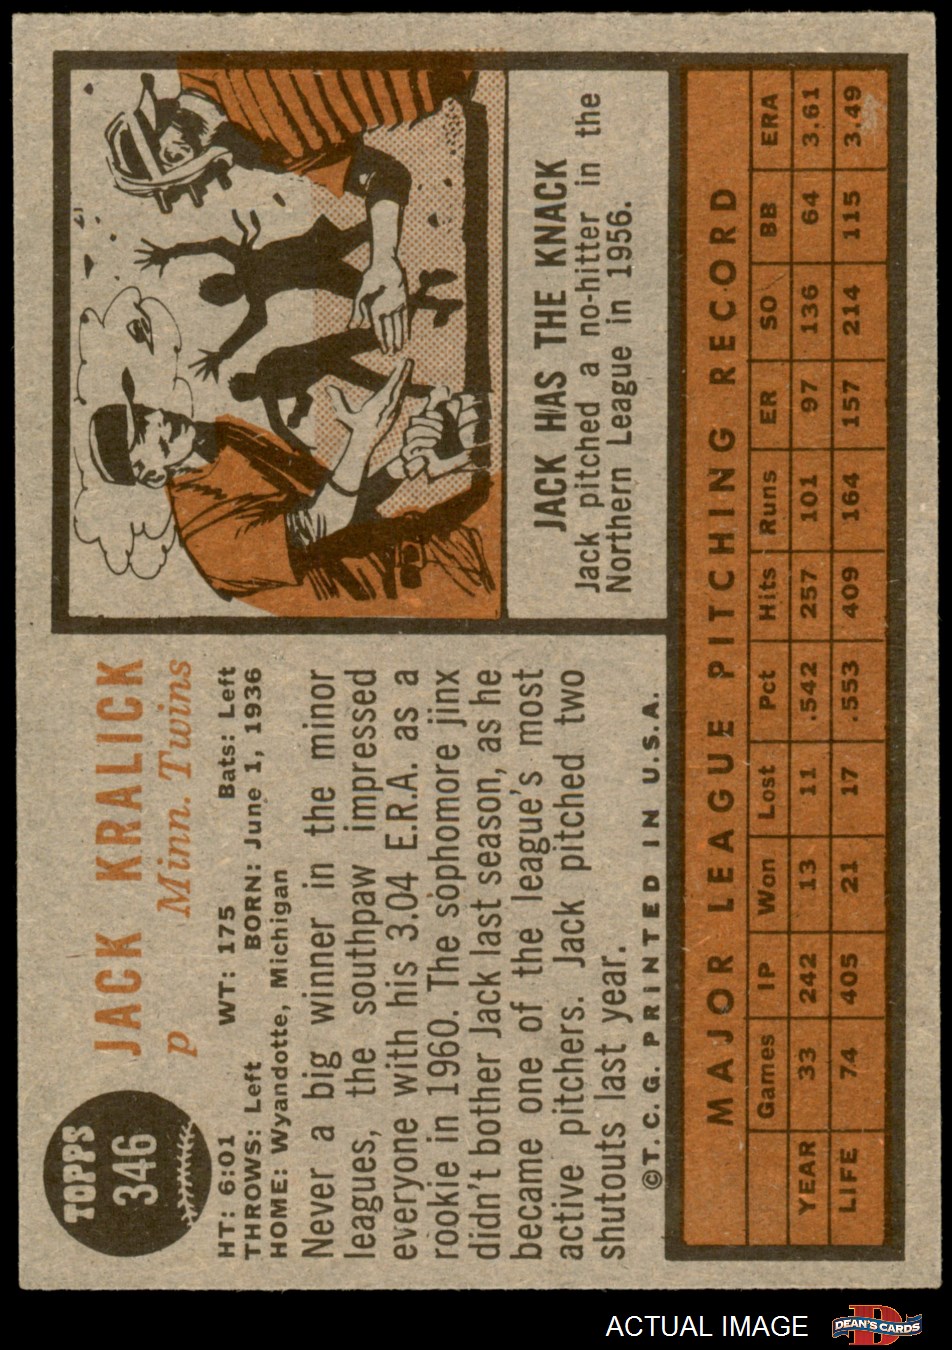 TOPPS
346
JACK KRALICK
P Minn. Twins
HT: 6:01 WT: 175 Bats: Left
THROWS: Left BORN: June 1, 1936
HOME: Wyandotte, Michigan
Never a big winner in the minor
leagues, the southpaw impressed
everyone with his 3.04 E.R.A. as a
rookie in 1960. The sophomore jinx
didn't bother Jack last season, as he
became one of the league's most
active pitchers. Jack pitched two
shutouts last year.
©T. C. G. PRINTED IN U.S.A.
JACK HAS THE KNACK
Jack pitched a no-hitter in the
Northern League in 1956.
MAJOR LEAGUE PITCHING RECORD
Games IP Won Lost Pct Hits Runs ER SO BB ERA
YEAR 33 242 13 11 .542 257 101 97 136 64 3.61
LIFE 74 405 21 17 .553 409 164 157 214 115 3.49
ACTUAL IMAGE
D
DEAN'S CARDS